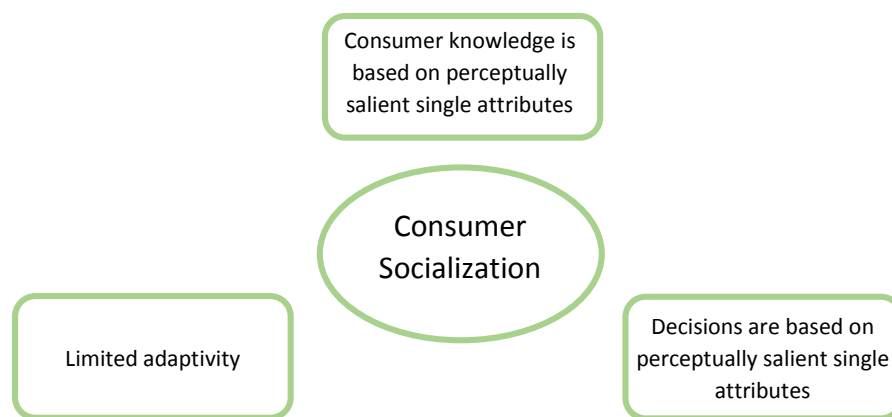 Consumer knowledge is
based on perceptually
salient single attributes
Consumer
Socialization
Limited adaptivity
Decisions are based on
perceptually salient single
attributes